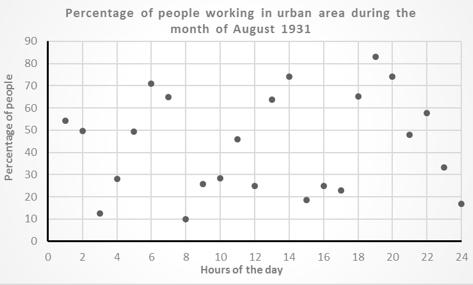 Percentage of people working in urban area during the
month of August 1931
90
80
70
60
50
40
30
20
10
0
Percentage of people
0 2 4 6 8 10 12 14 16 18 20 22 24
Hours of the day